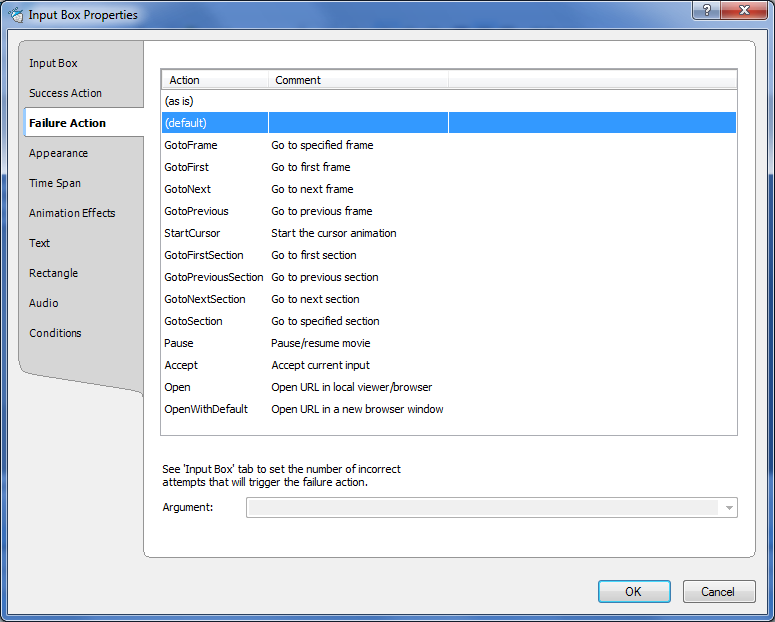 Input Box Properties
?
Input Box
Success Action
Failure Action
Appearance
Time Span
Animation Effects
Text
Rectangle
Audio
Conditions
Action Comment
(as is)
(default)
GotoFrame Go to specified frame
GotoFirst Go to first frame
GotoNext Go to next frame
GotoPrevious Go to previous frame
StartCursor Start the cursor animation
GotoFirstSection Go to first section
GotoPreviousSection Go to previous section
GotoNextSection Go to next section
GotoSection Go to specified section
Pause Pause/resume movie
Accept Accept current input
Open Open URL in local viewer/browser
OpenWithDefault Open URL in a new browser window
See 'Input Box' tab to set the number of incorrect
attempts that will trigger the failure action.
Argument:
OK Cancel